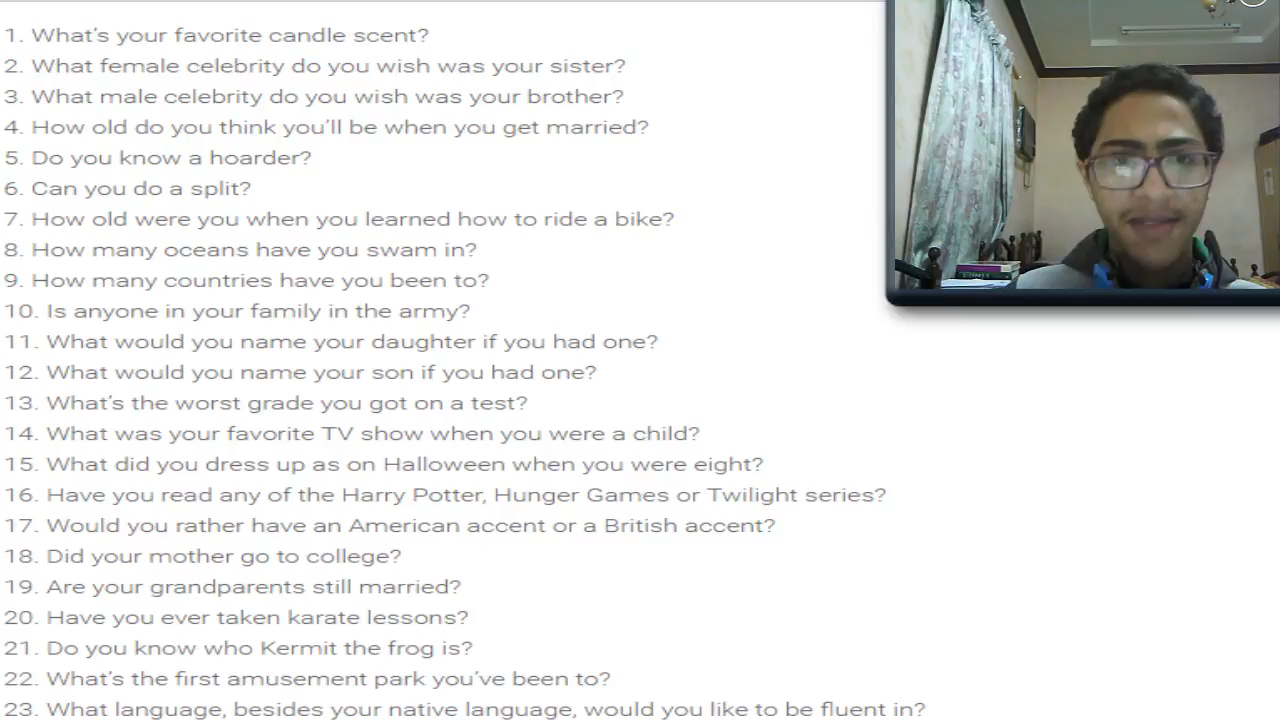 1. What's your favorite candle scent?
2. What female celebrity do you wish was your sister?
3. What male celebrity do you wish was your brother?
4. How old do you think you'll be when you get married?
5. Do you know a hoarder?
6. Can you do a split?
7. How old were you when you learned how to ride a bike?
8. How many oceans have you swam in?
9. How many countries have you been to?
10. Is anyone in your family in the army?
11. What would you name your daughter if you had one?
12. What would you name your son if you had one?
13. What's the worst grade you got on a test?
14. What was your favorite TV show when you were a child?
15. What did you dress up as on Halloween when you were eight?
16. Have you read any of the Harry Potter, Hunger Games or Twilight series?
17. Would you rather have an American accent or a British accent?
18. Did your mother go to college?
19. Are your grandparents still married?
20. Have you ever taken karate lessons?
21. Do you know who Kermit the frog is?
22. What's the first amusement park you've been to?
23. What language, besides your native language, would you like to be fluent in?